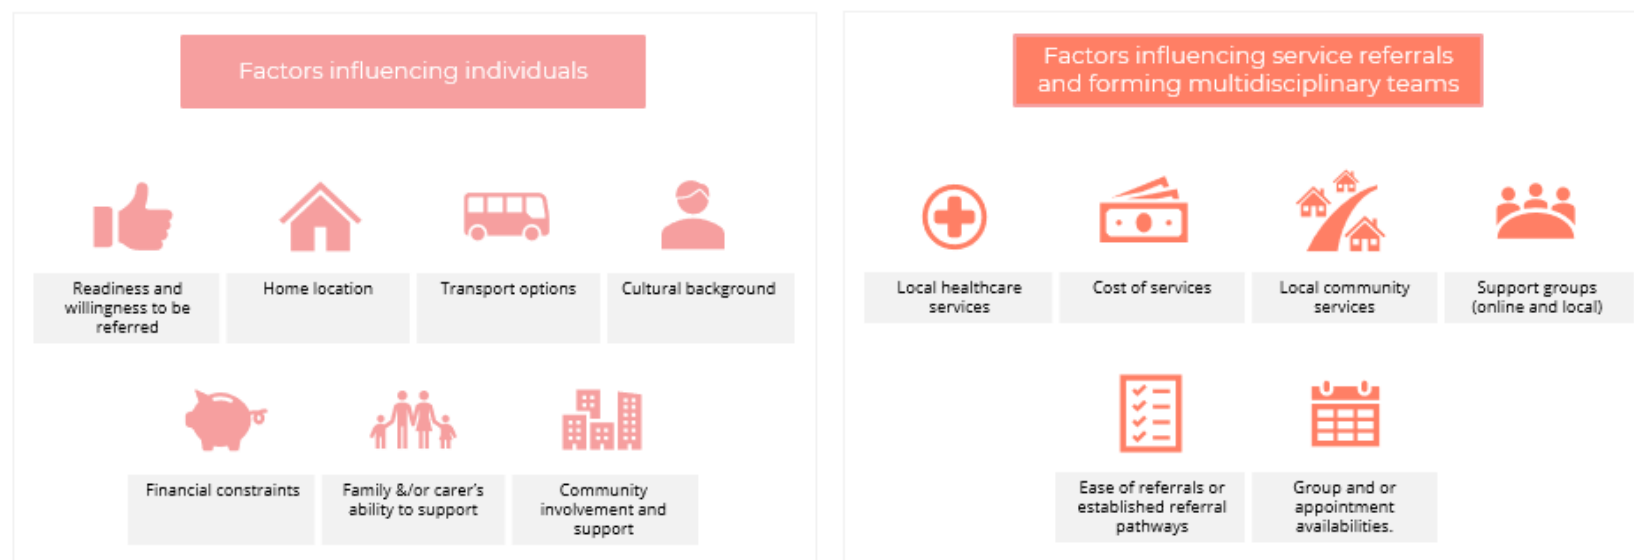 Factors influencing individuals
Readiness and
willingness to be
referred
Home location
Transport options
Cultural background
Financial constraints
Family &/or carer's
ability to support
Community
involvement and
support
Factors influencing service referrals
and forming multidisciplinary teams
Local healthcare
services
Cost of services
Local community
services
Support groups
(online and local)
Ease of referrals or
established referral
pathways
Group and or
appointment
availabilities.